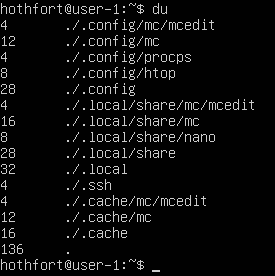 hothfort@user-1:~$ du
4 ./.config/mc/mcedit
12 ./.config/mc
4 ./.config/procps
8 ./.config/htop
28 ./.config
4 ./.local/share/mc/mcedit
16 ./.local/share/mc
8 ./.local/share/nano
28 ./.local/share
32 ./.local
4 ./.ssh
4 ./.cache/mc/mcedit
12 ./.cache/mc
16 ./.cache
136 .
hothfort@user-1:~$ _